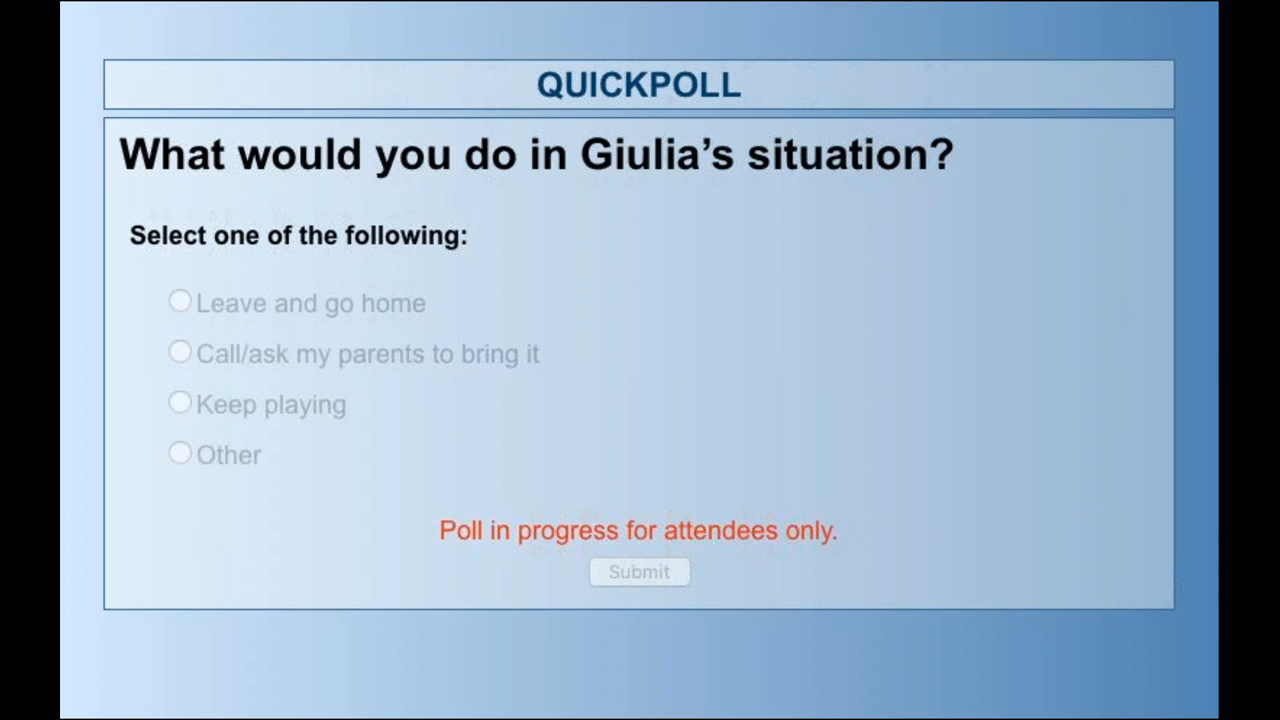 QUICKPOLL
What would you do in Giulia’s situation?
Select one of the following:
Leave and go home
Call/ask my parents to bring it
Keep playing
Other
Poll in progress for attendees only.
Submit